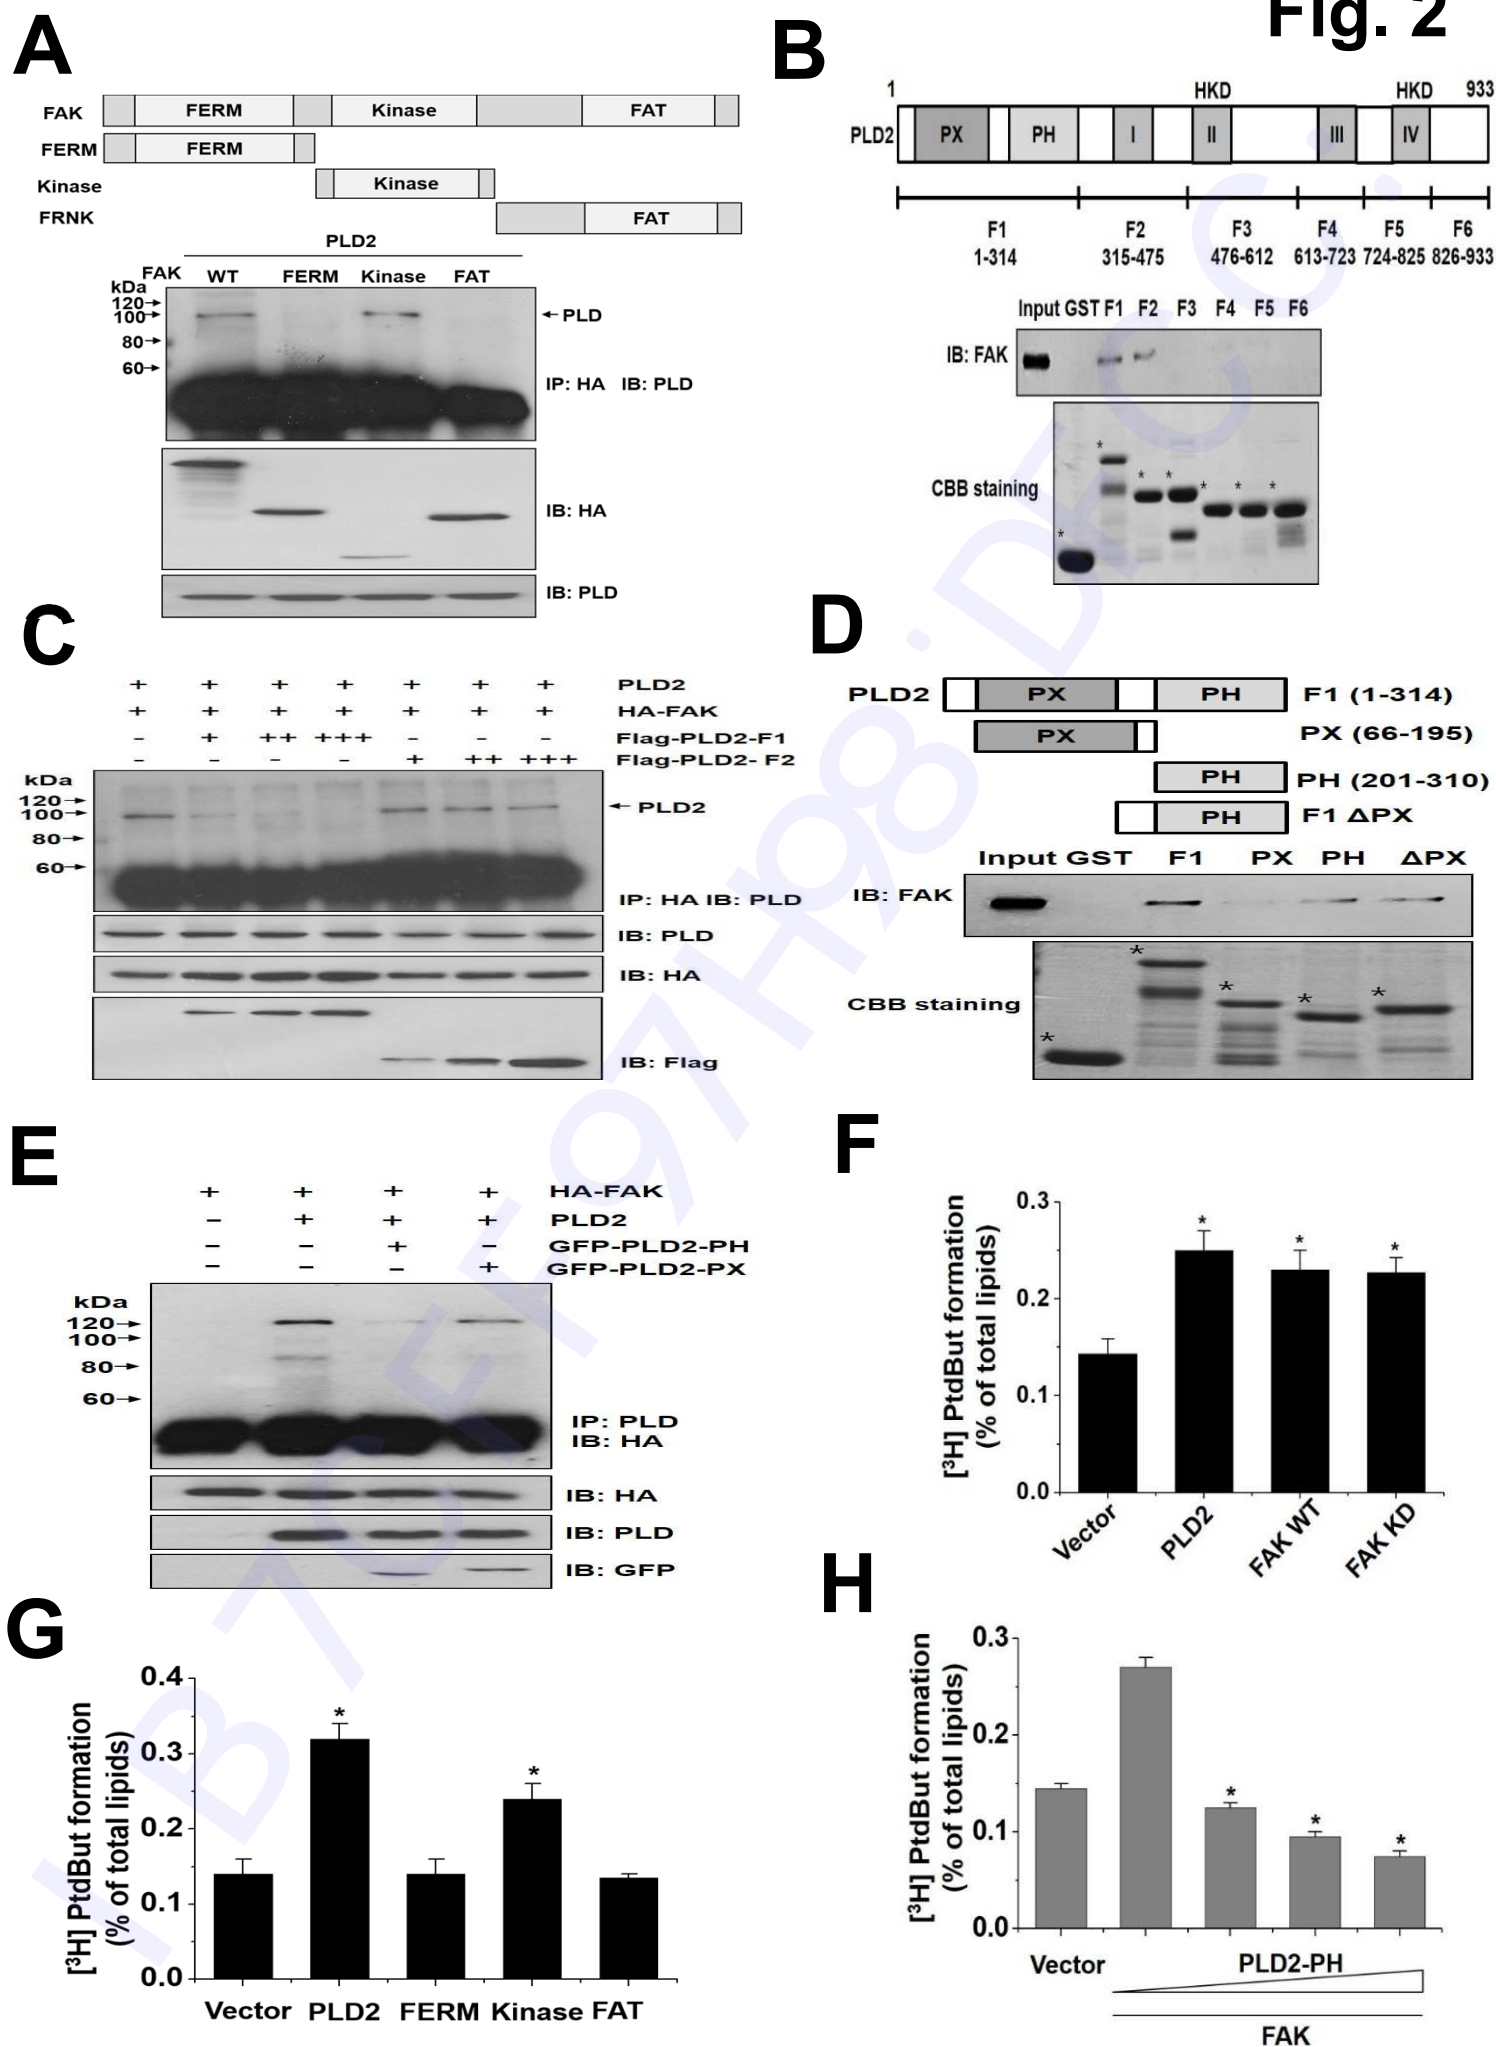 Fig. 2
A
FAK FERM Kinase FAT
FERM FERM
Kinase Kinase
FRNK FAT
PLD2
FAK WT FERM Kinase FAT
kDa
120
100
80
60
PLD
IP: HA IB: PLD
IB: HA
IB: PLD
B
1 HKD HKD 933
PLD2 PX PH I II III IV
F1 F2 F3 F4 F5 F6
1-314 315-475 476-612 613-723 724-825 826-933
Input GST F1 F2 F3 F4 F5 F6
IB: FAK
CBB staining
* * * * * * *
C
+ + + + + + + PLD2
+ + + + + + + HA-FAK
- + ++ +++ - - - Flag-PLD2-F1
- - - - + ++ +++ Flag-PLD2- F2
kDa
120
100
80
60
PLD2
IP: HA IB: PLD
IB: PLD
IB: HA
IB: Flag
D
PLD2 PX PH F1 (1-314)
PX PX (66-195)
PH PH (201-310)
PH F1 ΔPX
Input GST F1 PX PH ΔPX
IB: FAK
CBB staining
* * * * *
E
+ + + + HA-FAK
- + + + PLD2
- - + - GFP-PLD2-PH
- - - + GFP-PLD2-PX
kDa
120
100
80
60
IP: PLD
IB: HA
IB: HA
IB: PLD
IB: GFP
F
[³H] PtdBut formation
(% of total lipids)
0.3
0.2
0.1
0.0
* * *
Vector PLD2 FAK WT FAK KD
G
[³H] PtdBut formation
(% of total lipids)
0.4
0.3
0.2
0.1
0.0
* *
Vector PLD2 FERM Kinase FAT
H
[³H] PtdBut formation
(% of total lipids)
0.3
0.2
0.1
0.0
* * *
Vector PLD2-PH
FAK